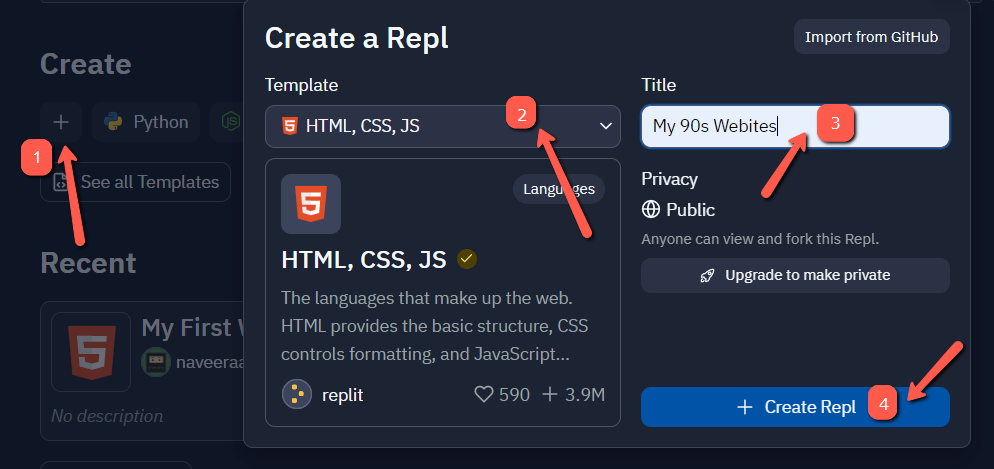 Create
Python
1
See all Templates
Recent
My First
naveeraa
No description
Create a Repl
Import from GitHub
Template
HTML, CSS, JS
2
Languages
HTML, CSS, JS
The languages that make up the web.
HTML provides the basic structure, CSS
controls formatting, and JavaScript...
replit
590
3.9M
Title
My 90s Webites
3
Privacy
Public
Anyone can view and fork this Repl.
Upgrade to make private
Create Repl
4